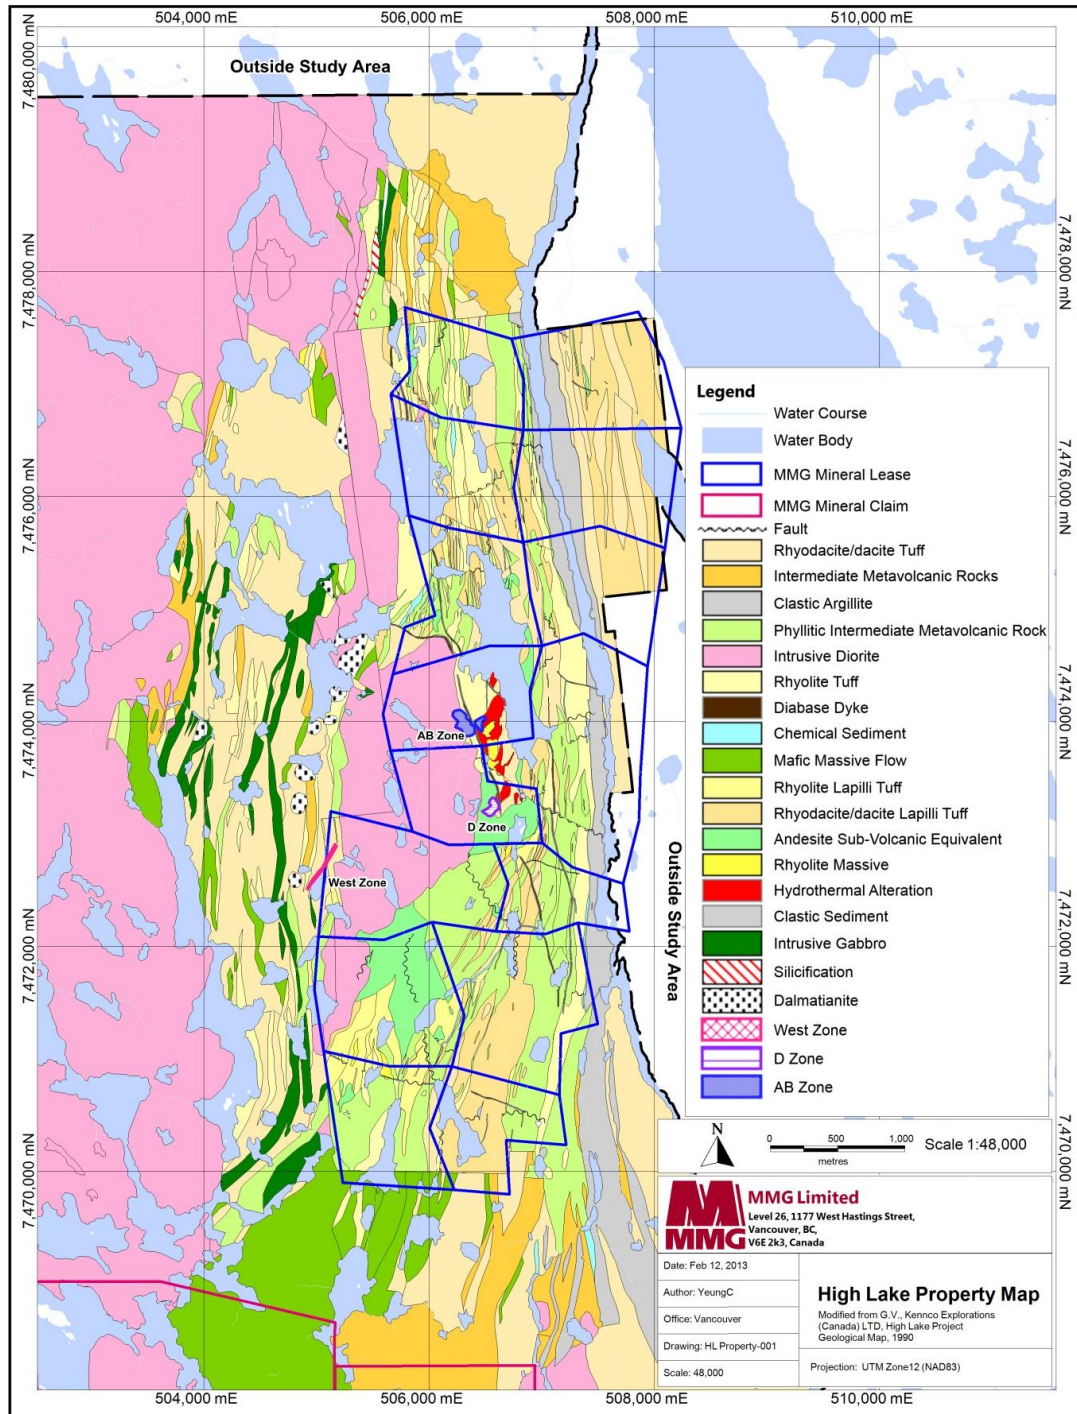 504,000 mE
506,000 mE
508,000 mE
510,000 mE
7,480,000 mN
7,478,000 mN
7,476,000 mN
7,474,000 mN
7,472,000 mN
7,470,000 mN
Outside Study Area
AB Zone
D Zone
West Zone
Outside Study Area
7,478,000 mN
7,476,000 mN
7,474,000 mN
7,472,000 mN
7,470,000 mN
Legend
Water Course
Water Body
MMG Mineral Lease
MMG Mineral Claim
Fault
Rhyodacite/dacite Tuff
Intermediate Metavolcanic Rocks
Clastic Argillite
Phyllitic Intermediate Metavolcanic Rock
Intrusive Diorite
Rhyolite Tuff
Diabase Dyke
Chemical Sediment
Mafic Massive Flow
Rhyolite Lapilli Tuff
Rhyodacite/dacite Lapilli Tuff
Andesite Sub-Volcanic Equivalent
Rhyolite Massive
Hydrothermal Alteration
Clastic Sediment
Intrusive Gabbro
Silicification
Dalmatianite
West Zone
D Zone
AB Zone
N
0 500 1,000
metres
Scale 1:48,000
MMG
MMG Limited
Level 26, 1177 West Hastings Street,
Vancouver, BC,
V6E 2k3, Canada
Date: Feb 12, 2013
Author: YeungC
Office: Vancouver
Drawing: HL Property-001
Scale: 48,000
High Lake Property Map
Modified from G.V., Kennco Explorations
(Canada) LTD, High Lake Project
Geological Map, 1990
Projection: UTM Zone12 (NAD83)
504,000 mE
506,000 mE
508,000 mE
510,000 mE